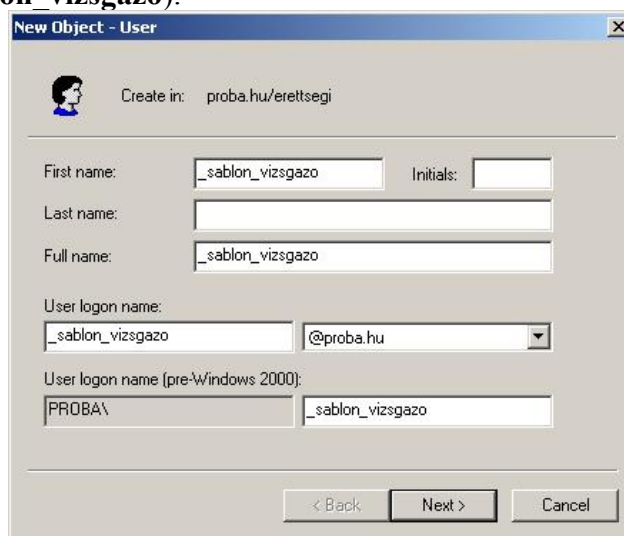 on_vizsgazo).
New Object - User
Create in: proba.hu/erettsegi
First name: _sablon_vizsgazo Initials:
Last name:
Full name: _sablon_vizsgazo
User logon name:
_sablon_vizsgazo @proba.hu
User logon name (pre-Windows 2000):
PROBA\ _sablon_vizsgazo
< Back Next > Cancel